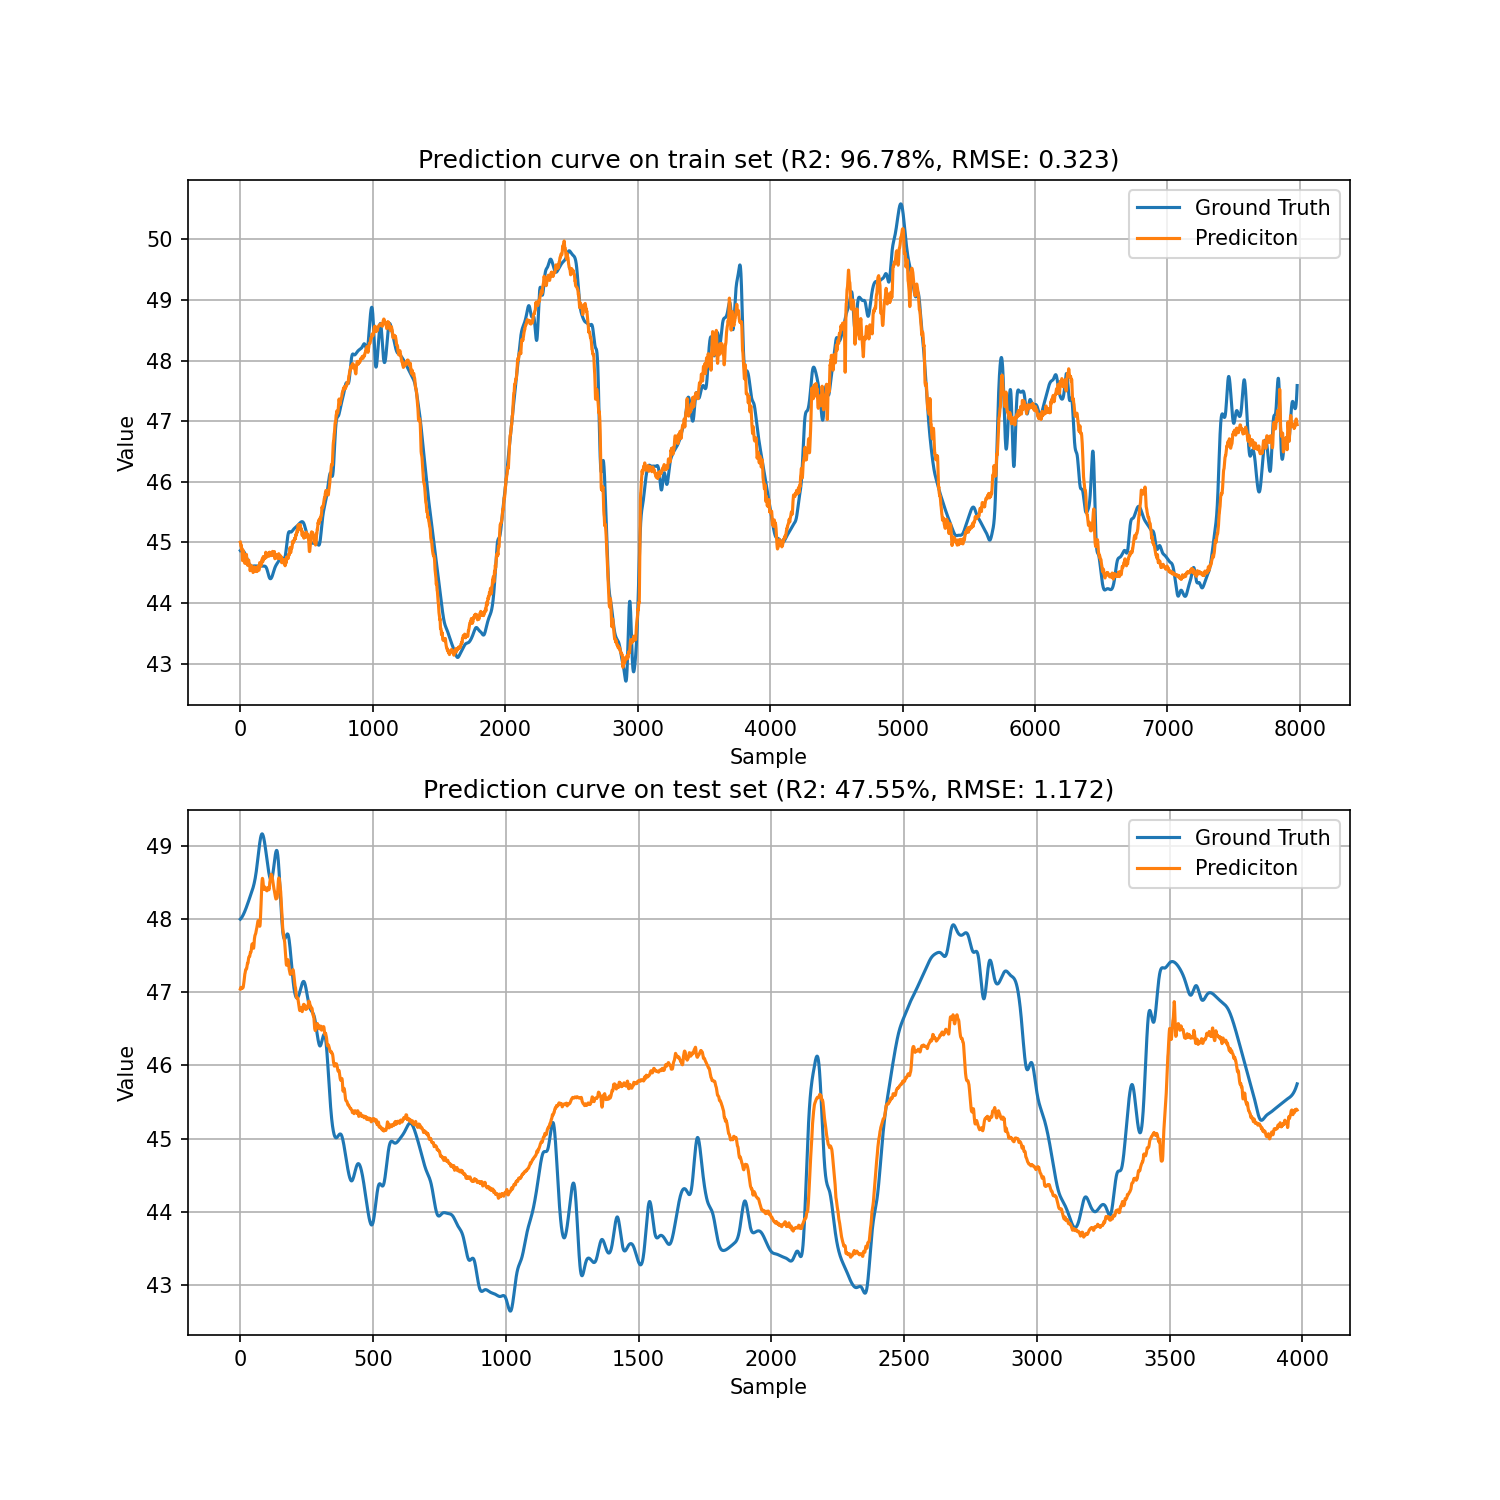 Prediction curve on train set (R2: 96.78%, RMSE: 0.323)
Ground Truth
Prediciton
50
49
48
47
46
45
44
43
Value
0 1000 2000 3000 4000 5000 6000 7000 8000
Sample
Prediction curve on test set (R2: 47.55%, RMSE: 1.172)
Ground Truth
Prediciton
49
48
47
46
45
44
43
Value
0 500 1000 1500 2000 2500 3000 3500 4000
Sample